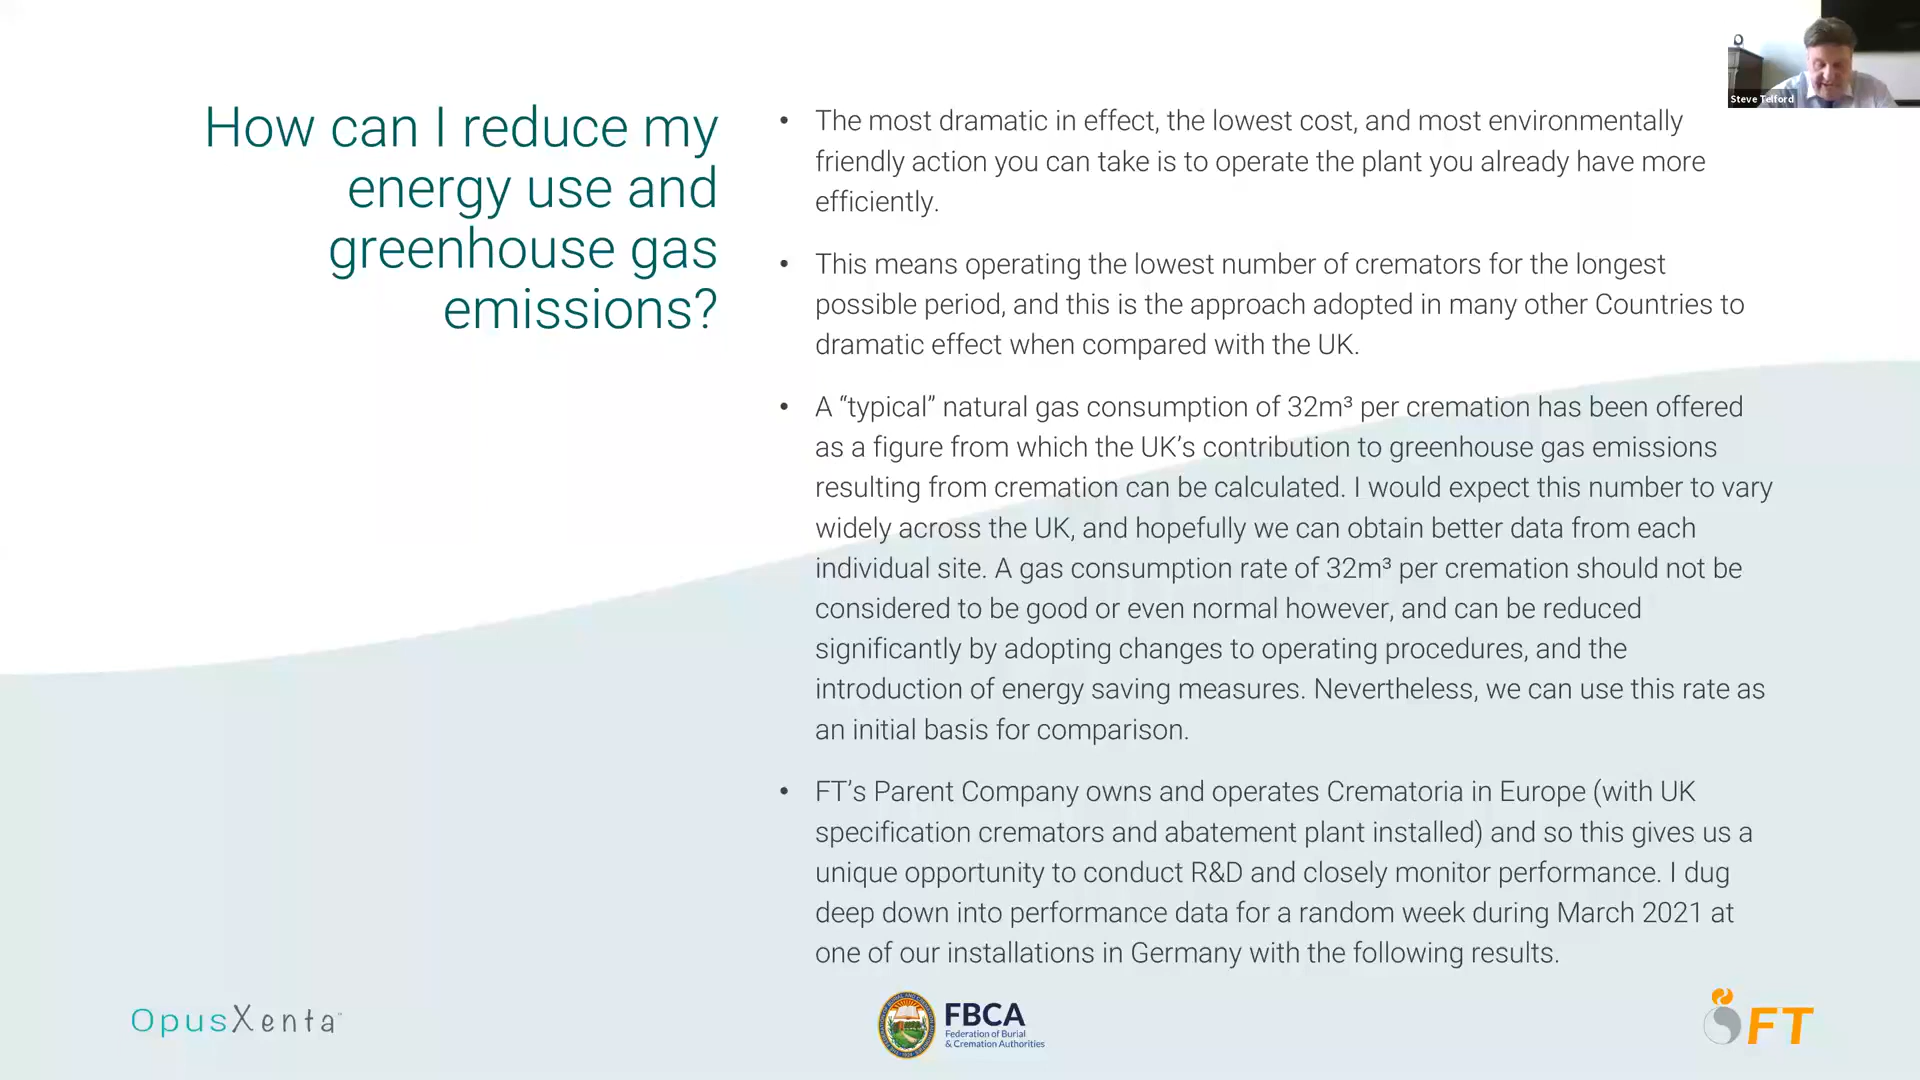 Steve Telford
How can I reduce my
energy use and
greenhouse gas
emissions?
• The most dramatic in effect, the lowest cost, and most environmentally
friendly action you can take is to operate the plant you already have more
efficiently.
• This means operating the lowest number of cremators for the longest
possible period, and this is the approach adopted in many other Countries to
dramatic effect when compared with the UK.
• A “typical” natural gas consumption of 32m³ per cremation has been offered
as a figure from which the UK’s contribution to greenhouse gas emissions
resulting from cremation can be calculated. I would expect this number to vary
widely across the UK, and hopefully we can obtain better data from each
individual site. A gas consumption rate of 32m³ per cremation should not be
considered to be good or even normal however, and can be reduced
significantly by adopting changes to operating procedures, and the
introduction of energy saving measures. Nevertheless, we can use this rate as
an initial basis for comparison.
• FT’s Parent Company owns and operates Crematoria in Europe (with UK
specification cremators and abatement plant installed) and so this gives us a
unique opportunity to conduct R&D and closely monitor performance. I dug
deep down into performance data for a random week during March 2021 at
one of our installations in Germany with the following results.
OpusXenta
FBCA
Federation of Burial
& Cremation Authorities
FT